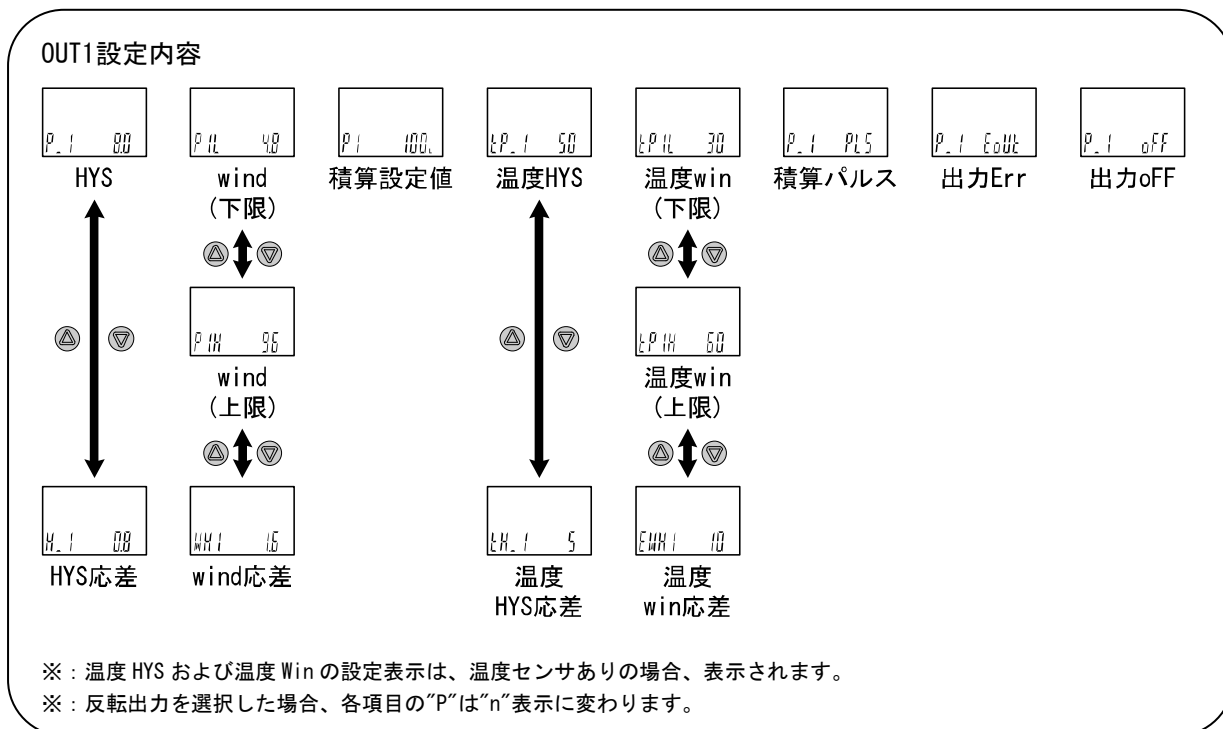 OUT1設定内容
P_1 8.0
P1L 4.8
P1 100L
tP_1 50
tP1L 30
P_1 PLS
P_1 EoUt
P_1 oFF
HYS
wind
(下限)
積算設定値
温度HYS
温度win
(下限)
積算パルス
出力Err
出力oFF
P1H 9.6
wind
(上限)
tP1H 60
温度win
(上限)
H_1 0.8
WH1 1.6
tH_1 5
EWH1 10
HYS応差
wind応差
温度
HYS応差
温度
win応差
※：温度 HYS および温度 Win の設定表示は、温度センサありの場合、表示されます。
※：反転出力を選択した場合、各項目の"P"は"n"表示に変わります。